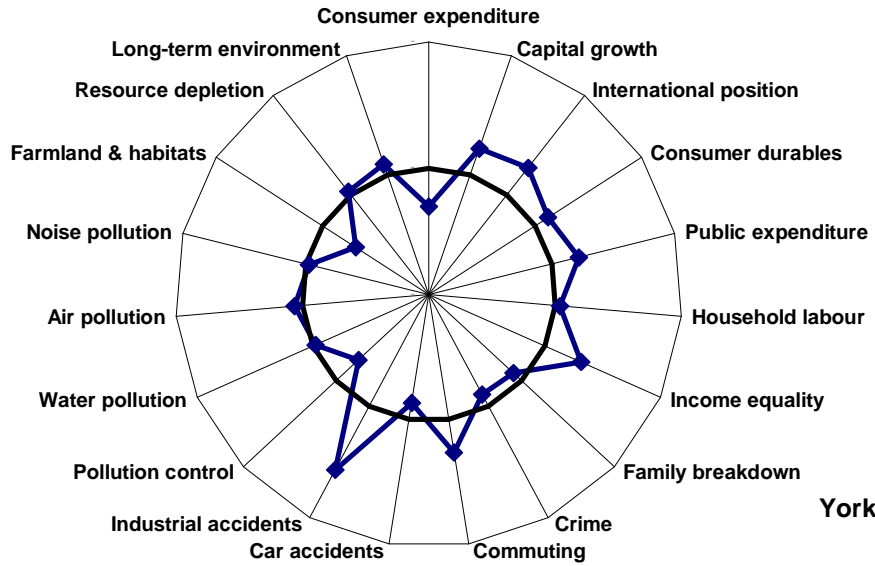 Consumer expenditure
Long-term environment
Capital growth
Resource depletion
International position
Farmland & habitats
Consumer durables
Noise pollution
Public expenditure
Air pollution
Household labour
Water pollution
Income equality
Pollution control
Family breakdown
York
Industrial accidents
Crime
Car accidents
Commuting